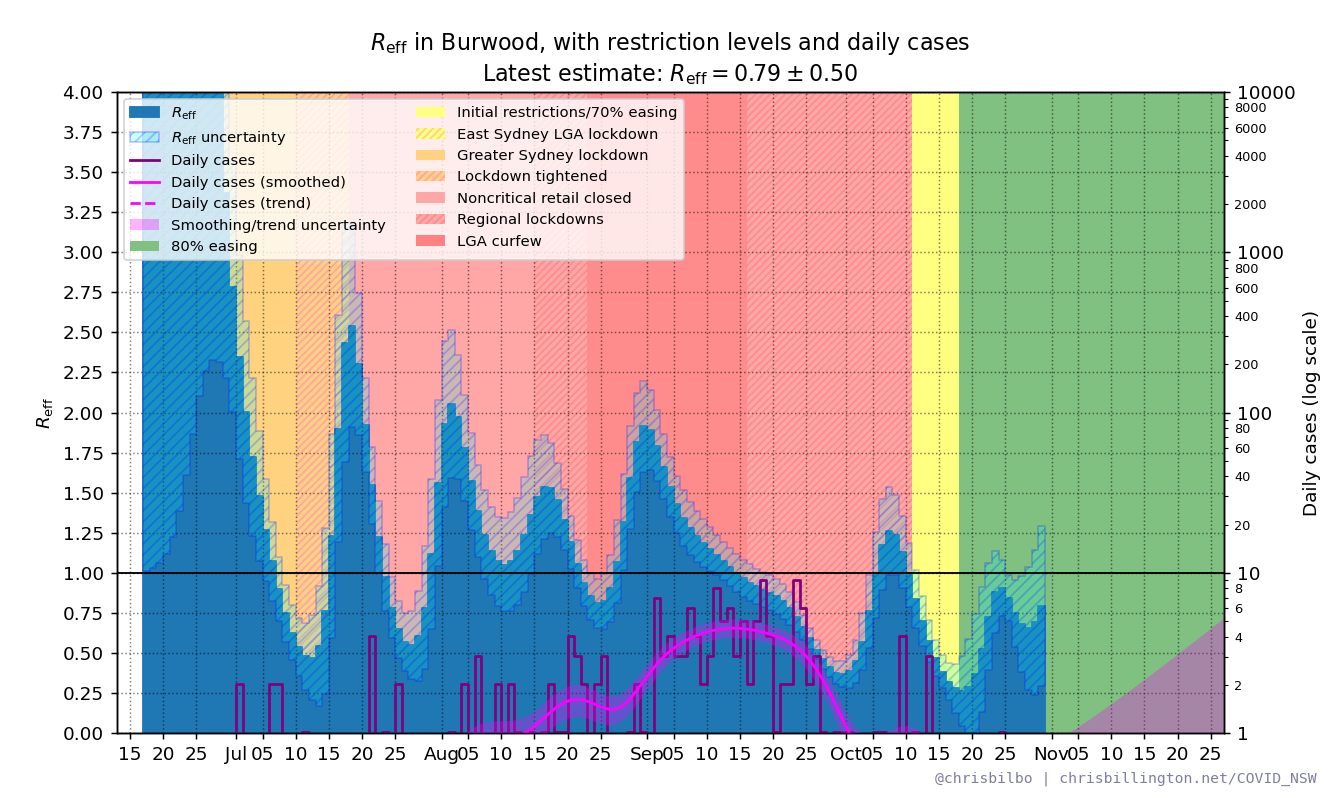 Reff in Burwood, with restriction levels and daily cases
Latest estimate: Reff = 0.79 ± 0.50
Reff
Reff uncertainty
Daily cases
Daily cases (smoothed)
Daily cases (trend)
Smoothing/trend uncertainty
80% easing
Initial restrictions/70% easing
East Sydney LGA lockdown
Greater Sydney lockdown
Lockdown tightened
Noncritical retail closed
Regional lockdowns
LGA curfew
Reff
4.00
3.75
3.50
3.25
3.00
2.75
2.50
2.25
2.00
1.75
1.50
1.25
1.00
0.75
0.50
0.25
0.00
10000
8000
6000
4000
2000
1000
800
600
400
200
100
80
60
40
20
10
8
6
4
2
1
Daily cases (log scale)
15 20 25 Jul 05 10 15 20 25 Aug 05 10 15 20 25 Sep 05 10 15 20 25 Oct 05 10 15 20 25 Nov 05 10 15 20 25
@chrisbilbo | chrisbillington.net/COVID_NSW